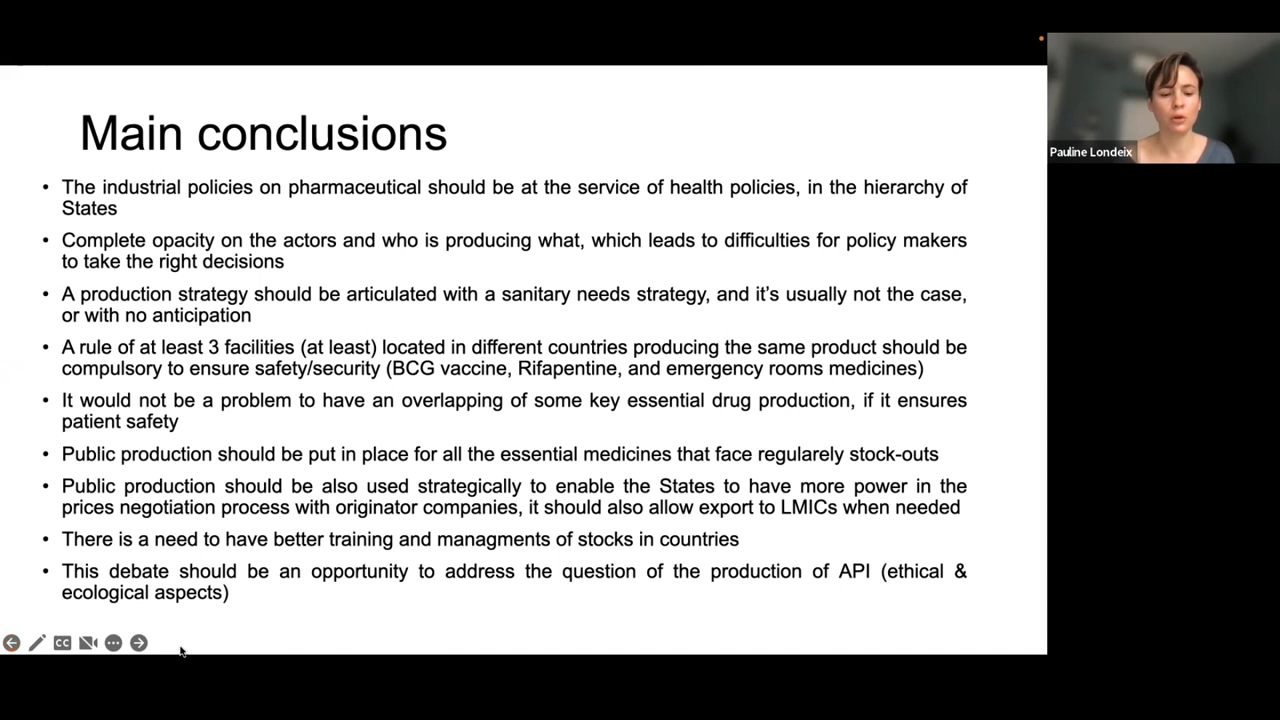 Main conclusions
• The industrial policies on pharmaceutical should be at the service of health policies, in the hierarchy of
States
• Complete opacity on the actors and who is producing what, which leads to difficulties for policy makers
to take the right decisions
• A production strategy should be articulated with a sanitary needs strategy, and it's usually not the case,
or with no anticipation
• A rule of at least 3 facilities (at least) located in different countries producing the same product should be
compulsory to ensure safety/security (BCG vaccine, Rifapentine, and emergency rooms medicines)
• It would not be a problem to have an overlapping of some key essential drug production, if it ensures
patient safety
• Public production should be put in place for all the essential medicines that face regularely stock-outs
• Public production should be also used strategically to enable the States to have more power in the
prices negotiation process with originator companies, it should also allow export to LMICs when needed
• There is a need to have better training and managments of stocks in countries
• This debate should be an opportunity to address the question of the production of API (ethical &
ecological aspects)
CC
Pauline Londeix